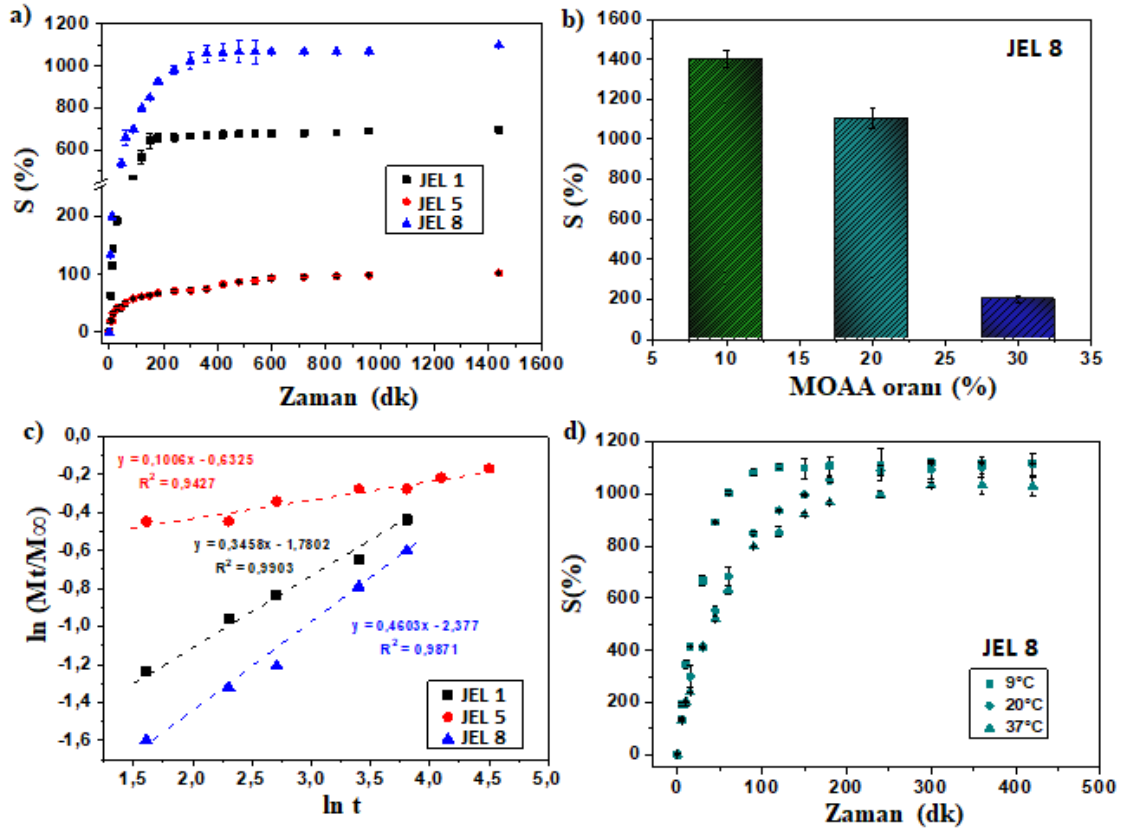 a)
S (%)
1200
1000
800
600
200
100
0
0 200 400 600 800 1000 1200 1400 1600
Zaman (dk)
JEL 1
JEL 5
JEL 8
b)
JEL 8
S (%)
1400
1200
1000
800
600
400
200
0
5 10 15 20 25 30 35
MOAA oranı (%)
c)
ln (Mt/M∞)
0,0
-0,2
-0,4
-0,6
-0,8
-1,0
-1,2
-1,4
-1,6
y = 0,1006x - 0,6325
R² = 0,9427
y = 0,3458x - 1,7802
R² = 0,9903
y = 0,4603x - 2,377
R² = 0,9871
JEL 1
JEL 5
JEL 8
1,5 2,0 2,5 3,0 3,5 4,0 4,5 5,0
ln t
d)
S(%)
1200
1000
800
600
400
200
0
JEL 8
9°C
20°C
37°C
0 100 200 300 400 500
Zaman (dk)